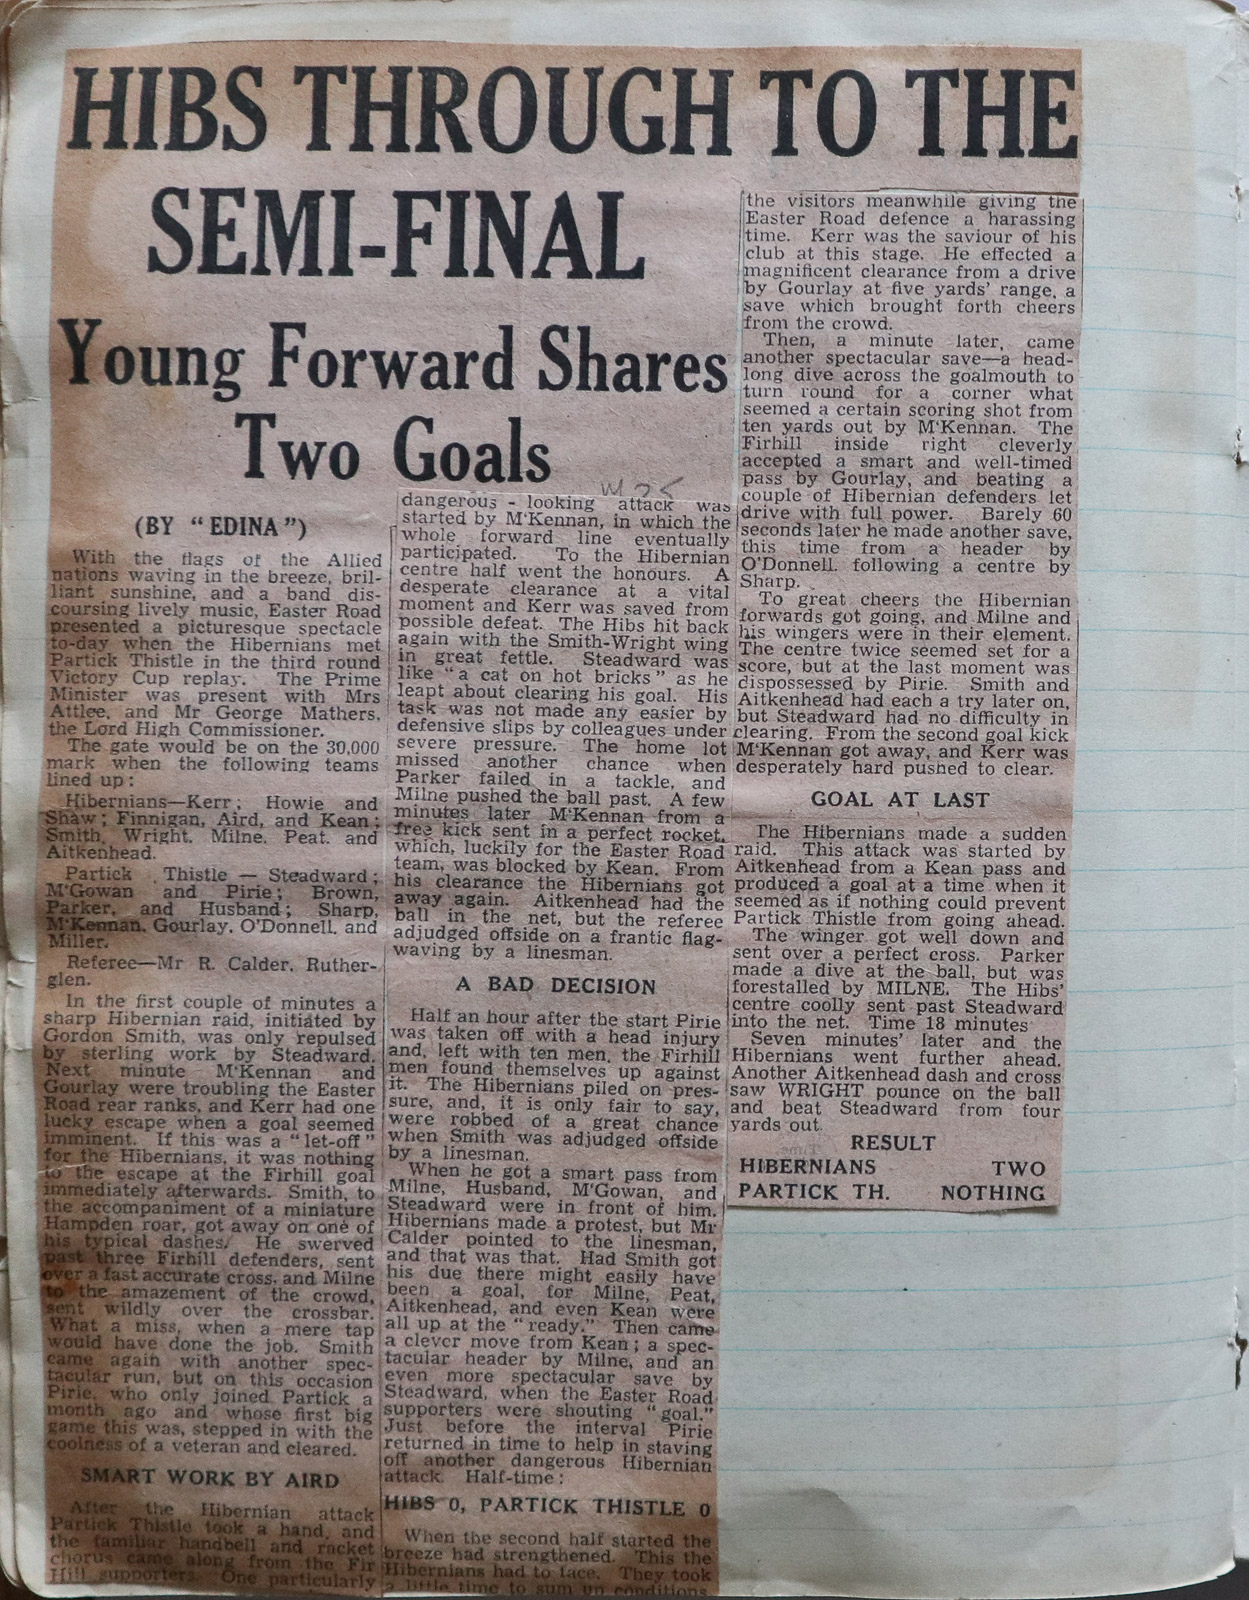 HIBS THROUGH TO THE
SEMI-FINAL
Young Forward Shares
Two Goals
(BY “ EDINA ”)
With the flags of the Allied
nations waving in the breeze, bril-
liant sunshine, and a band dis-
coursing lively music, Easter Road
presented a picturesque spectacle
to-day when the Hibernians met
Partick Thistle in the third round
Victory Cup replay. The Prime
Minister was present with Mrs
Attlee, and Mr George Mathers,
the Lord High Commissioner.
The gate would be on the 30,000
mark when the following teams
lined up :
Hibernians—Kerr ; Howie and
Shaw ; Finnigan, Aird, and Kean ;
Smith, Wright, Milne, Peat, and
Aitkenhead.
Partick Thistle — Steadward ;
M‘Gowan and Pirie ; Brown,
Parker, and Husband ; Sharp,
M‘Kennan, Gourlay, O’Donnell, and
Miller.
Referee—Mr R. Calder, Ruther-
glen.
In the first couple of minutes a
sharp Hibernian raid, initiated by
Gordon Smith, was only repulsed
by sterling work by Steadward.
Next minute M‘Kennan and
Gourlay were troubling the Easter
Road rear ranks, and Kerr had one
lucky escape when a goal seemed
imminent. If this was a “ let-off ”
for the Hibernians, it was nothing
to the escape at the Firhill goal
immediately afterwards. Smith, to
the accompaniment of a miniature
Hampden roar, got away on one of
his typical dashes. He swerved
past three Firhill defenders, sent
over a fast accurate cross, and Milne
to the amazement of the crowd,
sent wildly over the crossbar.
What a miss, when a mere tap
would have done the job. Smith
came again with another spec-
tacular run, but on this occasion
Pirie, who only joined Partick a
month ago and whose first big
game this was, stepped in with the
coolness of a veteran and cleared.
SMART WORK BY AIRD
After the Hibernian attack
Partick Thistle took a hand, and
the familiar handbell and racket
chorus came along from the Fir
Hill supporters. One particularly
dangerous - looking attack was
started by M‘Kennan, in which the
whole forward line eventually
participated. To the Hibernian
centre half went the honours. A
desperate clearance at a vital
moment and Kerr was saved from
possible defeat. The Hibs hit back
again with the Smith-Wright wing
in great fettle. Steadward was
like “ a cat on hot bricks ” as he
leapt about clearing his goal. His
task was not made any easier by
defensive slips by colleagues under
severe pressure. The home lot
missed another chance when
Parker failed in a tackle, and
Milne pushed the ball past. A few
minutes later M‘Kennan from a
free kick sent in a perfect rocket,
which, luckily for the Easter Road
team, was blocked by Kean. From
his clearance the Hibernians got
away again. Aitkenhead had the
ball in the net, but the referee
adjudged offside on a frantic flag-
waving by a linesman.
A BAD DECISION
Half an hour after the start Pirie
was taken off with a head injury
and, left with ten men, the Firhill
men found themselves up against
it. The Hibernians piled on pres-
sure, and, it is only fair to say,
were robbed of a great chance
when Smith was adjudged offside
by a linesman.
When he got a smart pass from
Milne, Husband, M‘Gowan, and
Steadward were in front of him.
Hibernians made a protest, but Mr
Calder pointed to the linesman,
and that was that. Had Smith got
his due there might easily have
been a goal, for Milne, Peat,
Aitkenhead, and even Kean were
all up at the “ ready.” Then came
a clever move from Kean ; a spec-
tacular header by Milne, and an
even more spectacular save by
Steadward, when the Easter Road
supporters were shouting “ goal.”
Just before the interval Pirie
returned in time to help in staving
off another dangerous Hibernian
attack. Half-time :
HIBS 0, PARTICK THISTLE 0
When the second half started the
breeze had strengthened. This the
Hibernians had to face. They took
a little time to sum up conditions,
the visitors meanwhile giving the
Easter Road defence a harassing
time. Kerr was the saviour of his
club at this stage. He effected a
magnificent clearance from a drive
by Gourlay at five yards’ range, a
save which brought forth cheers
from the crowd.
Then, a minute later, came
another spectacular save—a head-
long dive across the goalmouth to
turn round for a corner what
seemed a certain scoring shot from
ten yards out by M‘Kennan. The
Firhill inside right cleverly
accepted a smart and well-timed
pass by Gourlay, and beating a
couple of Hibernian defenders let
drive with full power. Barely 60
seconds later he made another save,
this time from a header by
O’Donnell, following a centre by
Sharp.
To great cheers the Hibernian
forwards got going, and Milne and
his wingers were in their element.
The centre twice seemed set for a
score, but at the last moment was
dispossessed by Pirie. Smith and
Aitkenhead had each a try later on,
but Steadward had no difficulty in
clearing. From the second goal kick
M‘Kennan got away, and Kerr was
desperately hard pushed to clear.
GOAL AT LAST
The Hibernians made a sudden
raid. This attack was started by
Aitkenhead from a Kean pass and
produced a goal at a time when it
seemed as if nothing could prevent
Partick Thistle from going ahead.
The winger got well down and
sent over a perfect cross. Parker
made a dive at the ball, but was
forestalled by MILNE. The Hibs’
centre coolly sent past Steadward
into the net. Time 18 minutes
Seven minutes’ later and the
Hibernians went further ahead.
Another Aitkenhead dash and cross
saw WRIGHT pounce on the ball
and beat Steadward from four
yards out.
RESULT
HIBERNIANS TWO
PARTICK TH. NOTHING